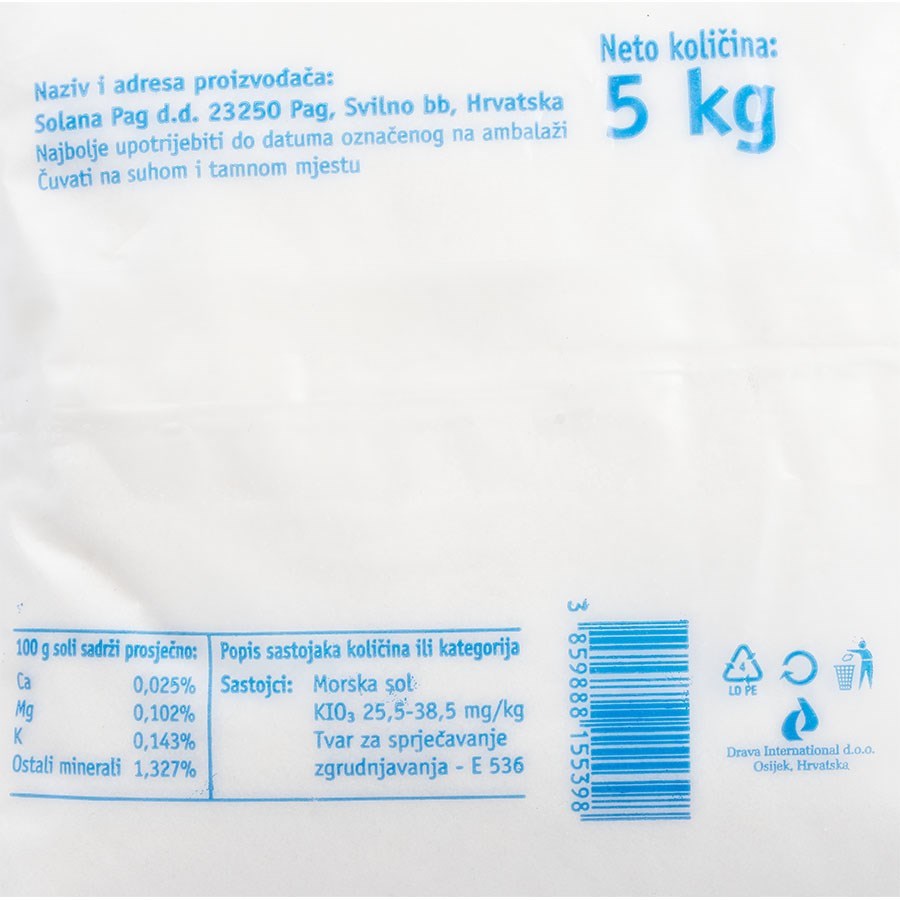 Naziv i adresa proizvođača:
Solana Pag d.d. 23250 Pag, Svilno bb, Hrvatska
Najbolje upotrijebiti do datuma označenog na ambalaži
Čuvati na suhom i tamnom mjestu
Neto količina:
5 kg
100 g soli sadrži prosječno:
Ca 0,025%
Mg 0,102%
K 0,143%
Ostali minerali 1,327%
Popis sastojaka količina ili kategorija
Sastojci: Morska sol
KIO₃ 25,5-38,5 mg/kg
Tvar za sprječavanje
zgrudnjavanja - E 536
3 859888 155398
4
LD PE
Drava International d.o.o.
Osijek, Hrvatska